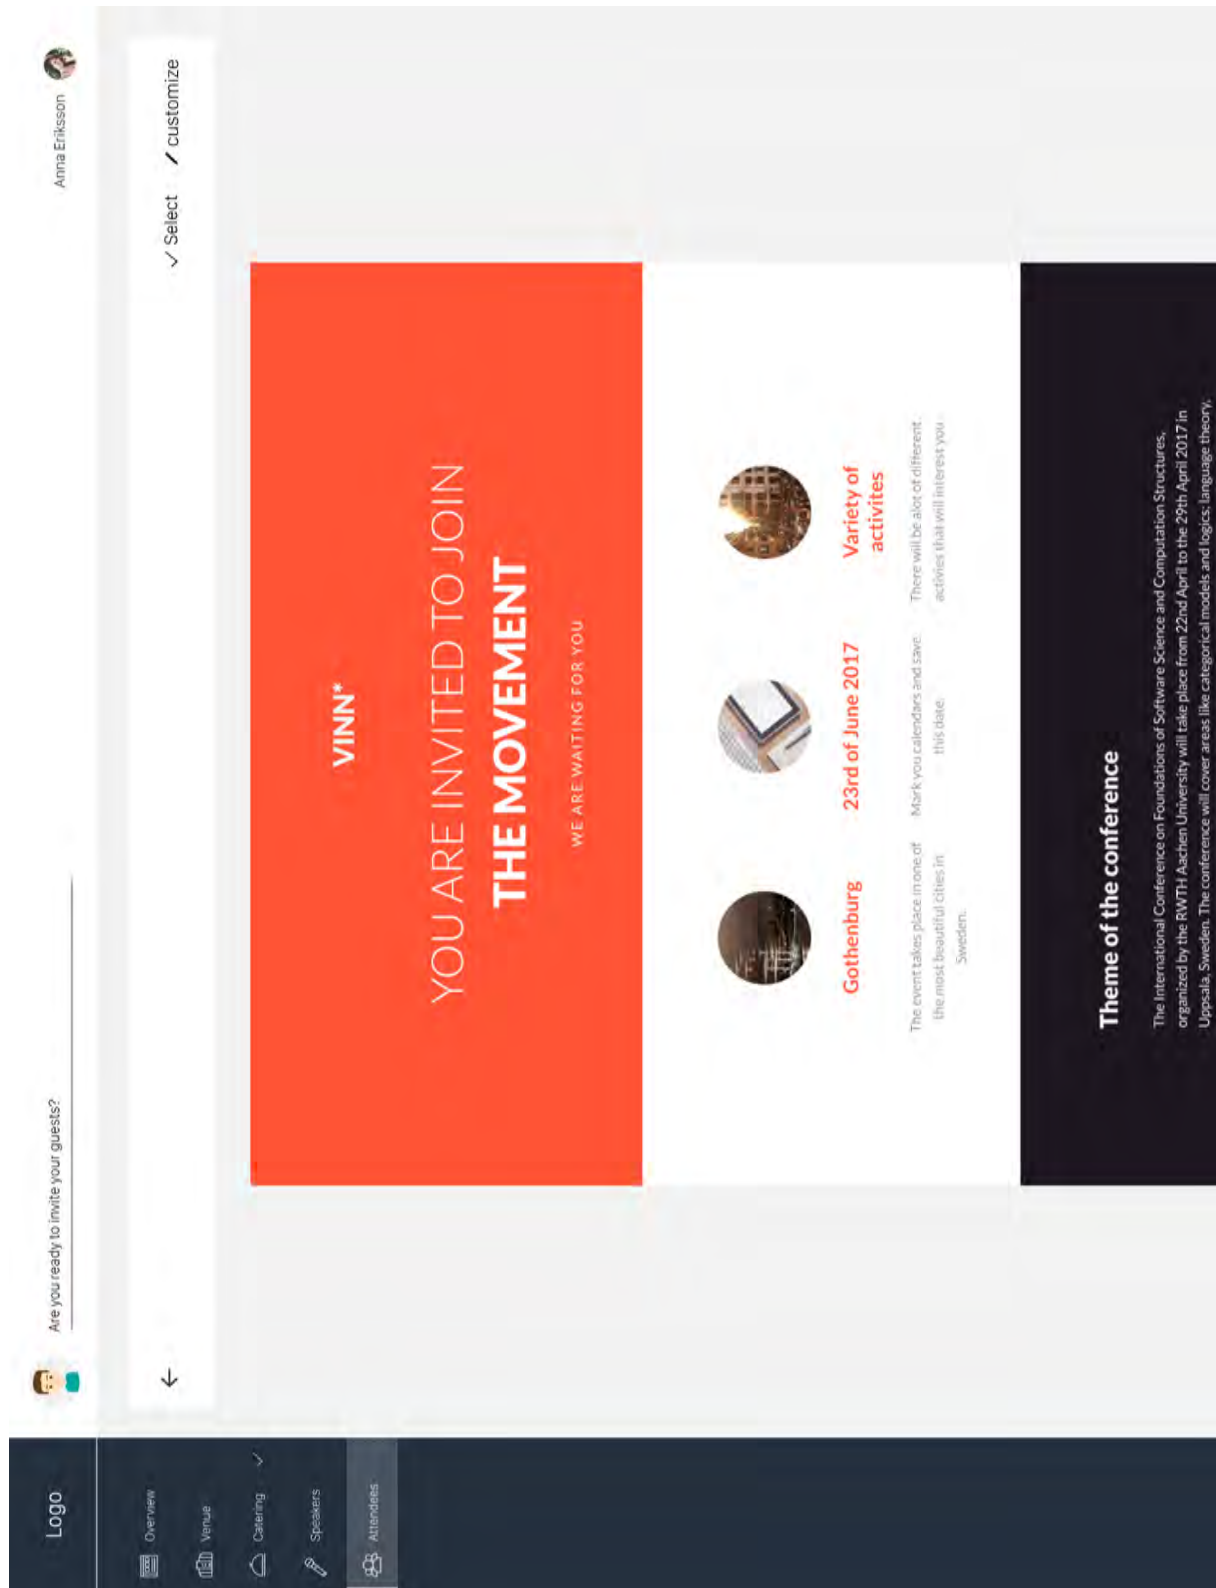 Logo
Are you ready to invite your guests?
Anna Eriksson
Overview
Venue
Catering
Speakers
Attendees
Select
customize
VINN*
YOU ARE INVITED TO JOIN
THE MOVEMENT
WE ARE WAITING FOR YOU
Gothenburg
The event takes place in one of
the most beautiful cities in
Sweden.
23rd of June 2017
Mark you calendars and save
this date.
Variety of
activites
There will be alot of different
activies that will interest you
Theme of the conference
The International Conference on Foundations of Software Science and Computation Structures,
organized by the RWTH Aachen University will take place from 22nd April to the 29th April 2017 in
Uppsala, Sweden. The conference will cover areas like categorical models and logics; language theory,